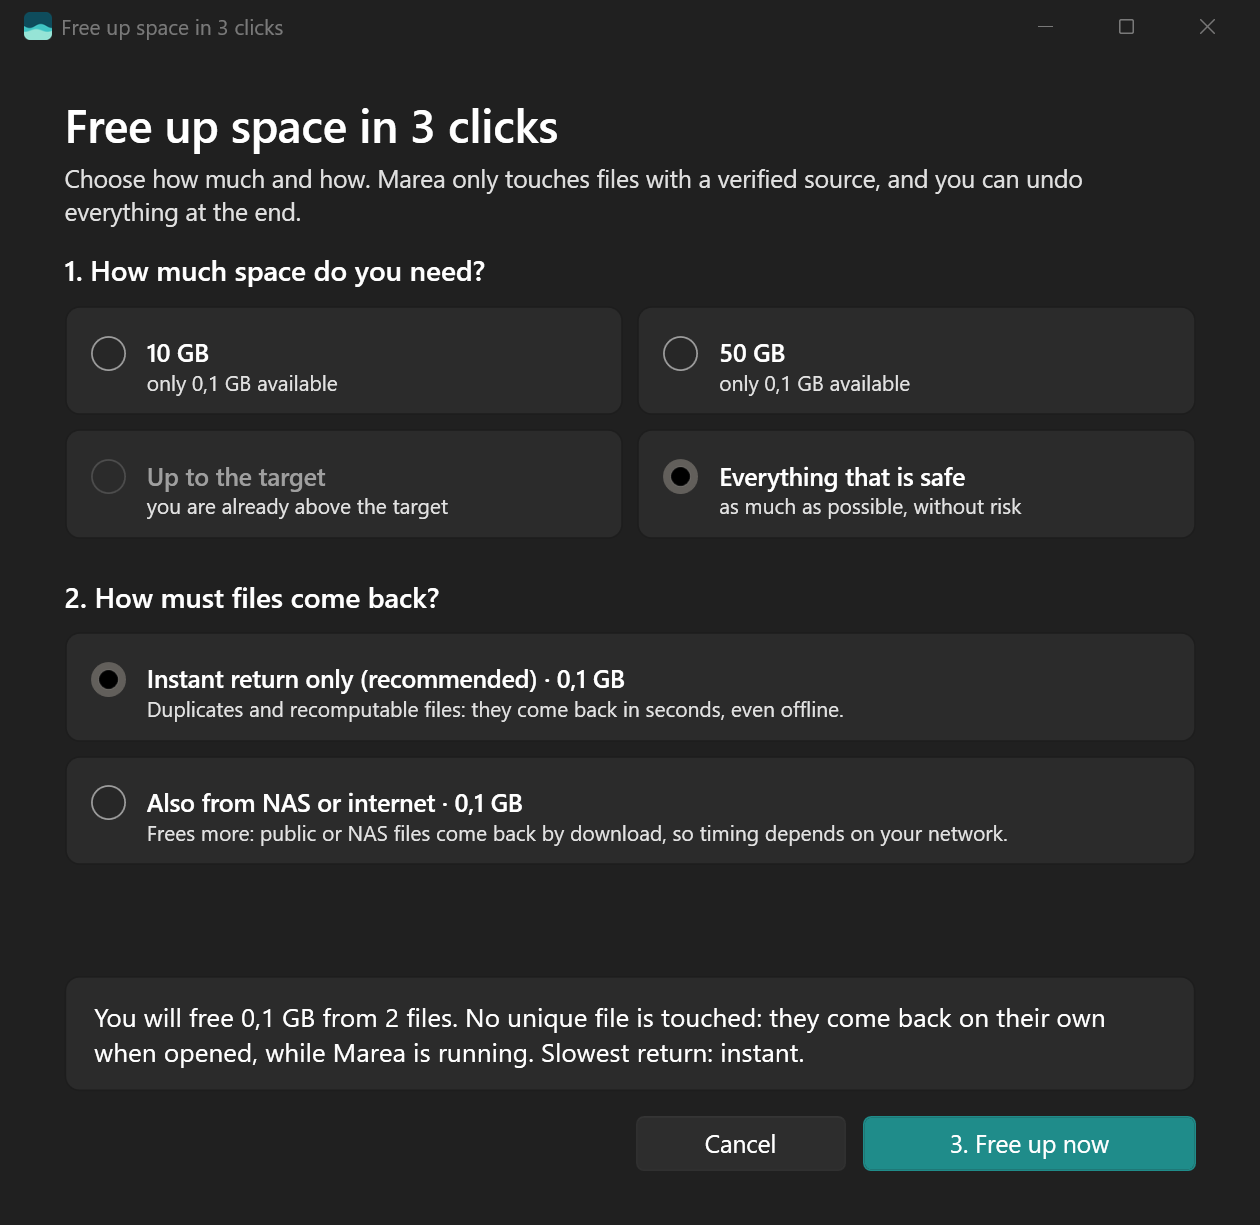 Free up space in 3 clicks
Free up space in 3 clicks
Choose how much and how. Marea only touches files with a verified source, and you can undo
everything at the end.
1. How much space do you need?
10 GB
only 0,1 GB available
50 GB
only 0,1 GB available
Up to the target
you are already above the target
Everything that is safe
as much as possible, without risk
2. How must files come back?
Instant return only (recommended) · 0,1 GB
Duplicates and recomputable files: they come back in seconds, even offline.
Also from NAS or internet · 0,1 GB
Frees more: public or NAS files come back by download, so timing depends on your network.
You will free 0,1 GB from 2 files. No unique file is touched: they come back on their own
when opened, while Marea is running. Slowest return: instant.
Cancel
3. Free up now